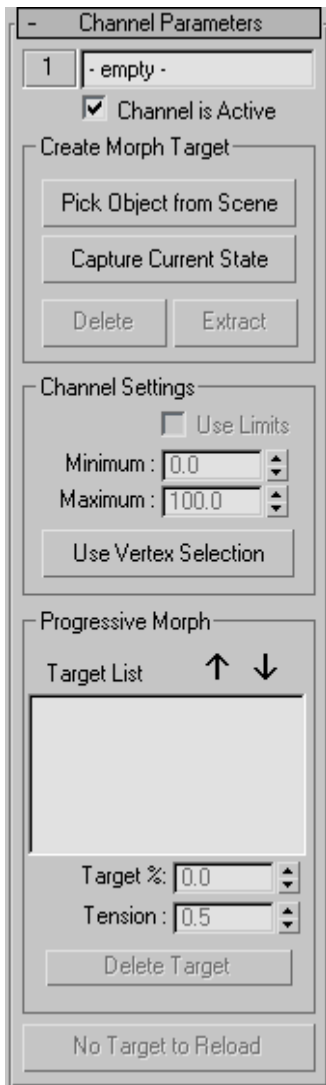 - Channel Parameters
1 - empty -
Channel is Active
Create Morph Target
Pick Object from Scene
Capture Current State
Delete Extract
Channel Settings
Use Limits
Minimum : 0.0
Maximum : 100.0
Use Vertex Selection
Progressive Morph
Target List ↑ ↓
Target %: 0.0
Tension : 0.5
Delete Target
No Target to Reload